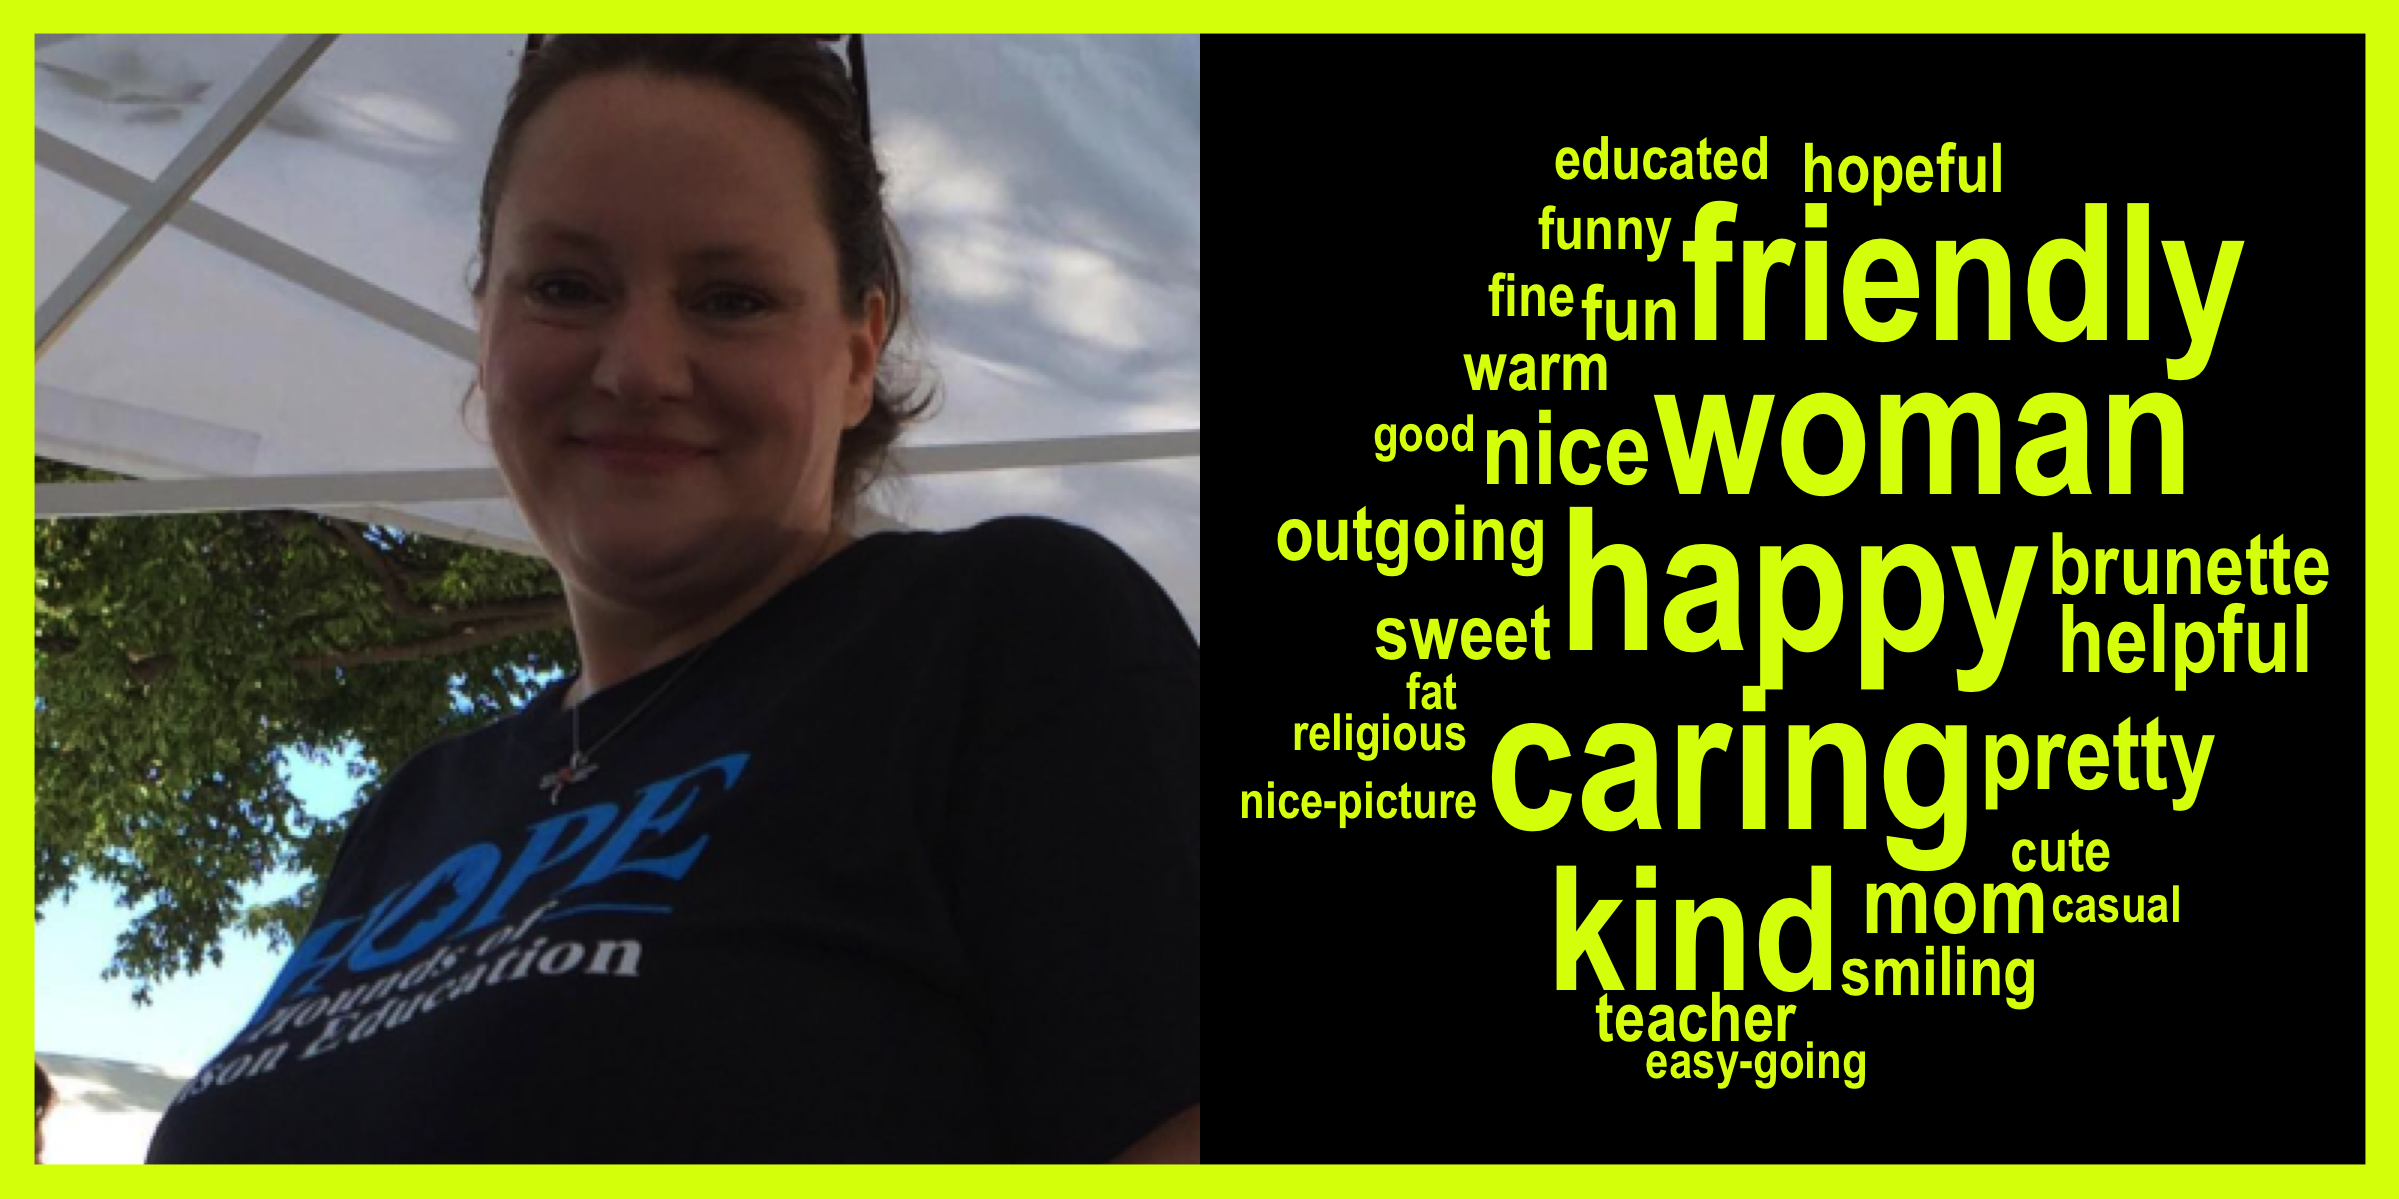 HOPE
Hounds of
son Education
educated hopeful
funny friendly
fine fun
warm
good nice woman
outgoing happy brunette
sweet helpful
fat
religious caring pretty
nice-picture
cute
kind mom casual
smiling
teacher
easy-going